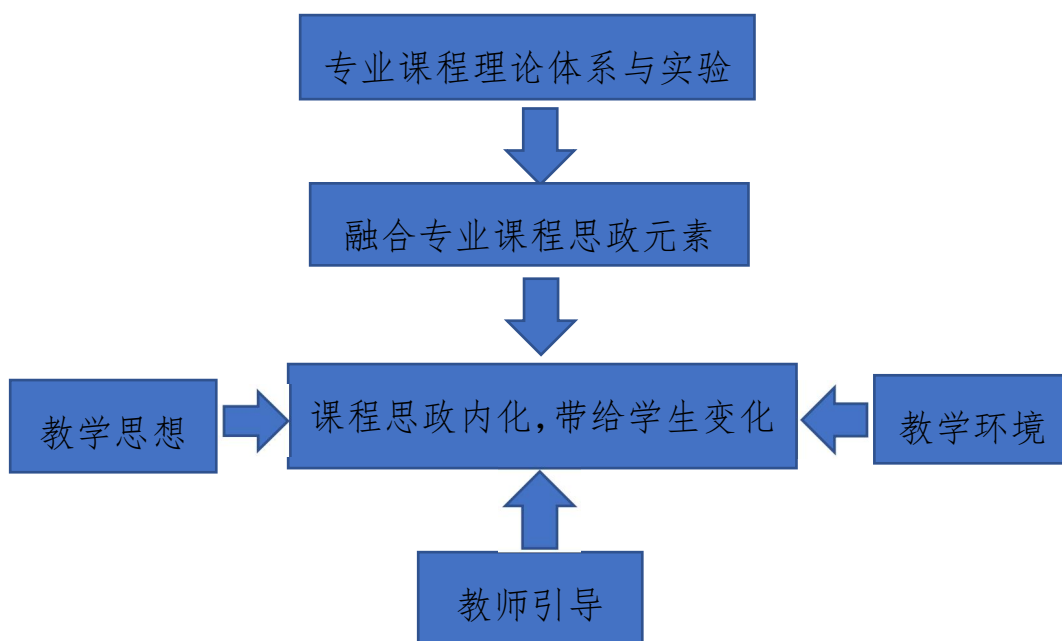 专业课程理论体系与实验
融合专业课程思政元素
教学思想
课程思政内化,带给学生变化
教学环境
教师引导